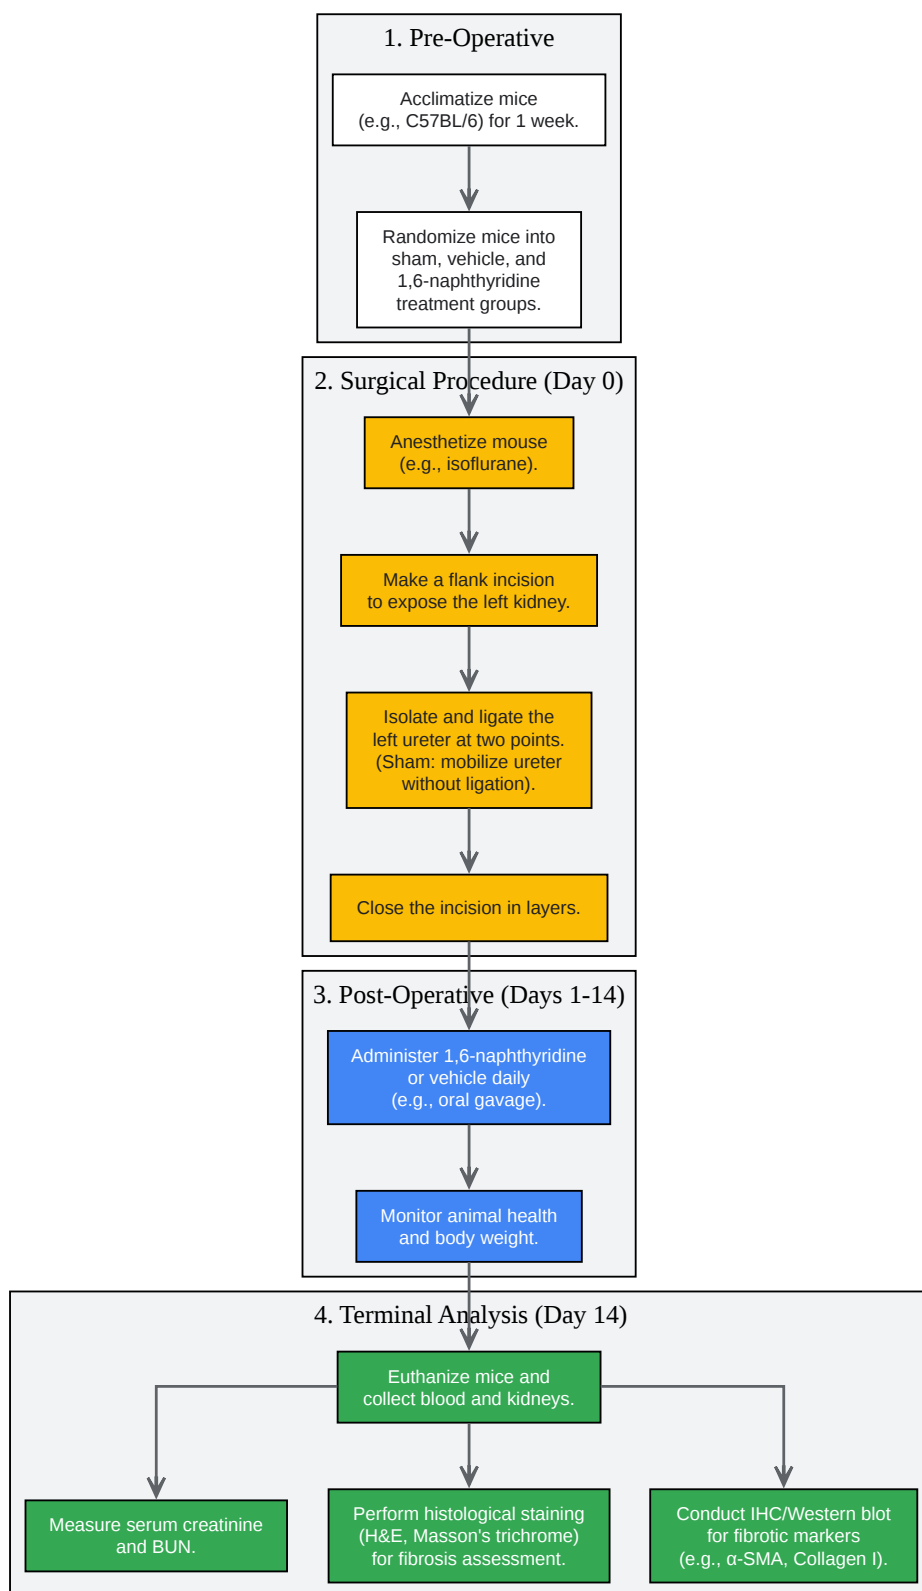 1. Pre-Operative
Acclimatize mice
(e.g., C57BL/6) for 1 week.
Randomize mice into
sham, vehicle, and
1,6-naphthyridine
treatment groups.
2. Surgical Procedure (Day 0)
Anesthetize mouse
(e.g., isoflurane).
Make a flank incision
to expose the left kidney.
Isolate and ligate the
left ureter at two points.
(Sham: mobilize ureter
without ligation).
Close the incision in layers.
3. Post-Operative (Days 1-14)
Administer 1,6-naphthyridine
or vehicle daily
(e.g., oral gavage).
Monitor animal health
and body weight.
4. Terminal Analysis (Day 14)
Euthanize mice and
collect blood and kidneys.
Measure serum creatinine
and BUN.
Perform histological staining
(H&E, Masson's trichrome)
for fibrosis assessment.
Conduct IHC/Western blot
for fibrotic markers
(e.g., α-SMA, Collagen I).